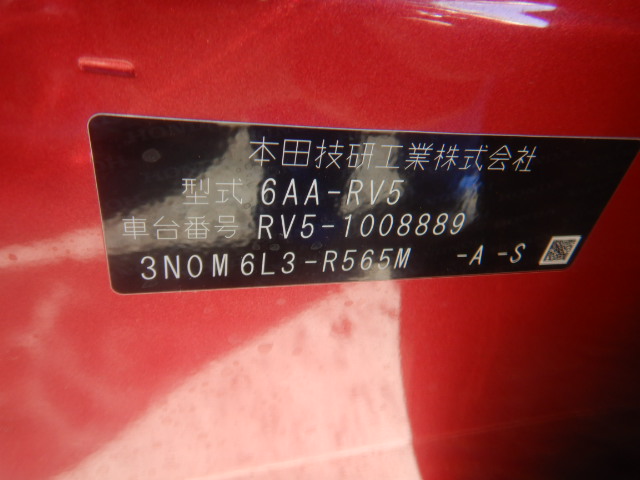 本田技研工業株式会社
型式 6AA-RV5
車台番号 RV5-1008889
3N0M6L3-R565M -A-S